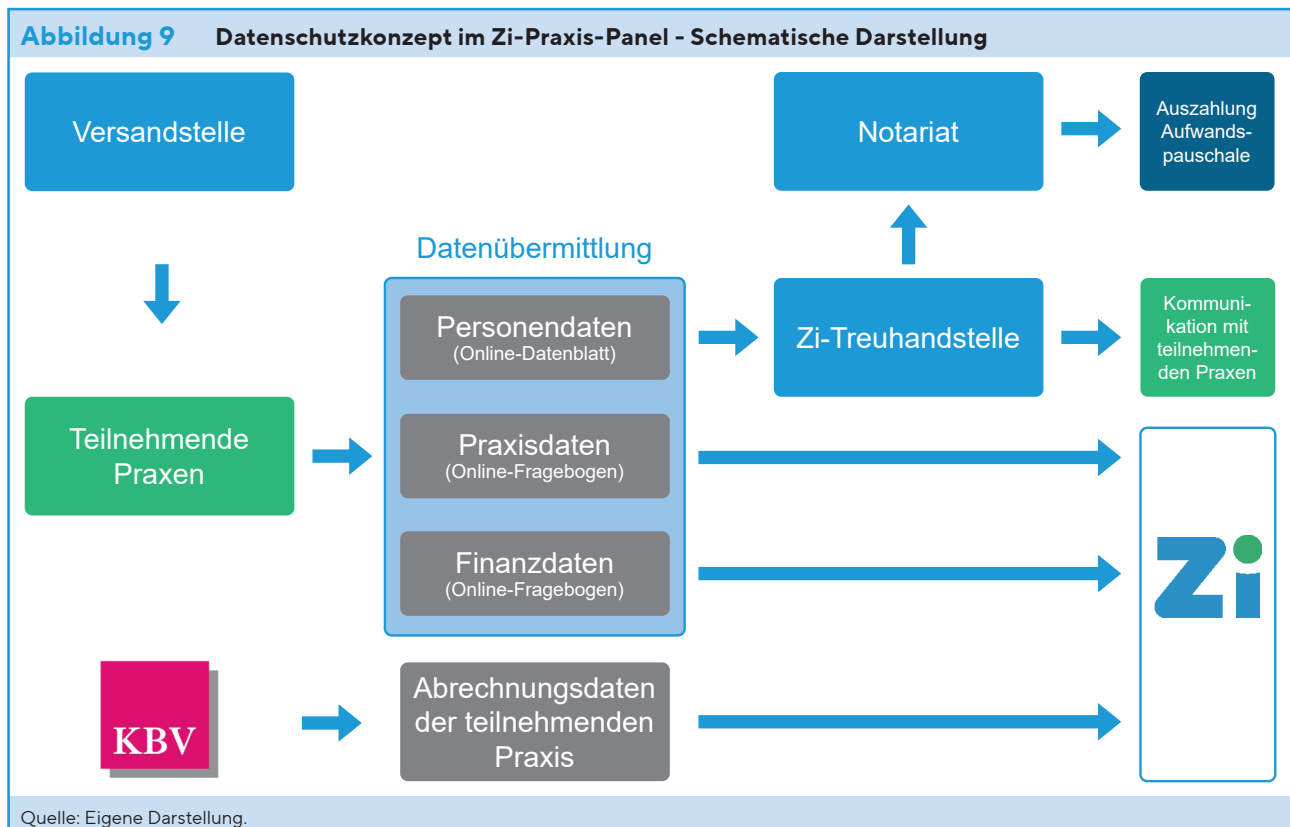 Abbildung 9 Datenschutzkonzept im Zi-Praxis-Panel - Schematische Darstellung
Versandstelle
Notariat
Auszahlung
Aufwands-
pauschale
Datenübermittlung
Personendaten
(Online-Datenblatt)
Zi-Treuhandstelle
Kommuni-
kation mit
teilnehmen-
den Praxen
Teilnehmende
Praxen
Praxisdaten
(Online-Fragebogen)
Finanzdaten
(Online-Fragebogen)
Zi
KBV
Abrechnungsdaten
der teilnehmenden
Praxis
Quelle: Eigene Darstellung.